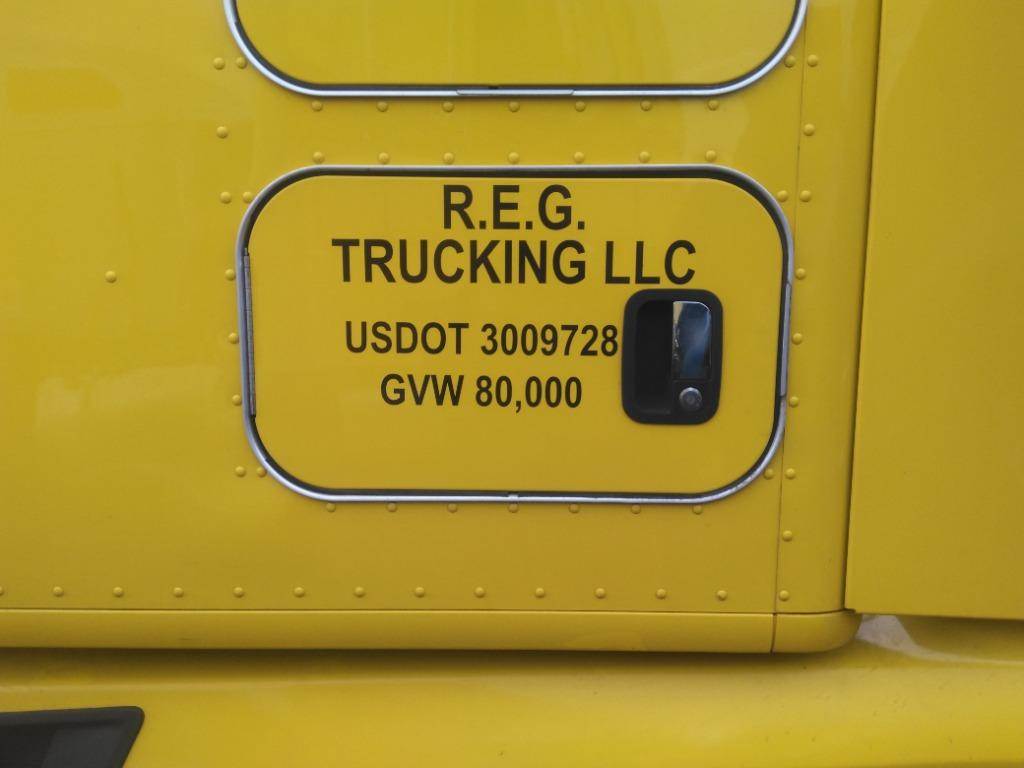 R.E.G.
TRUCKING LLC
USDOT 3009728
GVW 80,000